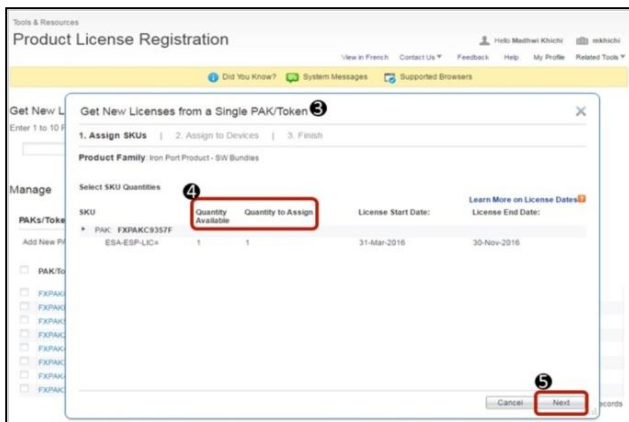 Tools & Resources
Product License Registration
Hello Madhwi Khichi mkhichi
View in French Contact Us Feedback Help My Profile Related Tools
Did You Know? System Messages Supported Browsers
Get New L
Enter 1 to 10 P
Get New Licenses from a Single PAK/Token 3
1. Assign SKUs | 2. Assign to Devices | 3. Finish
Product Family: Iron Port Product - SW Bundles
Manage
Select SKU Quantities
4
Learn More on License Dates
SKU Quantity Available Quantity to Assign License Start Date: License End Date:
PAKs/Toke
PAK: FXPAKC9357F
Add New PA
ESA-ESP-LIC= 1 1 31-Mar-2016 30-Nov-2016
PAK/To
FXPAK
FXPAK
FXPAK
FXPAK
FXPAK
FXPAK
FXPAK
FXPAK
5
Cancel Next
ecords